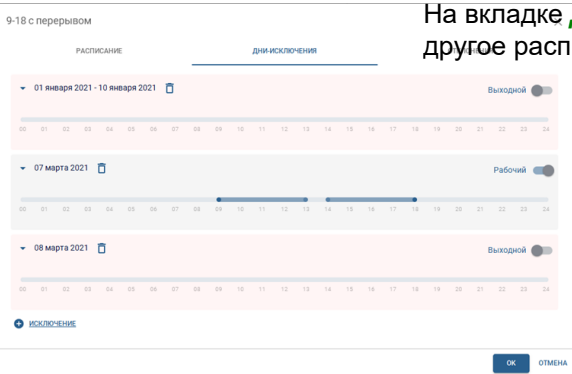 На вкладке
другое расп
9-18 с перерывом
РАСПИСАНИЕ
ДНИ-ИСКЛЮЧЕНИЯ
01 января 2021 - 10 января 2021
Выходной
00 01 02 03 04 05 06 07 08 09 10 11 12 13 14 15 16 17 18 19 20 21 22 23 24
07 марта 2021
Рабочий
00 01 02 03 04 05 06 07 08 09 10 11 12 13 14 15 16 17 18 19 20 21 22 23 24
08 марта 2021
Выходной
00 01 02 03 04 05 06 07 08 09 10 11 12 13 14 15 16 17 18 19 20 21 22 23 24
ИСКЛЮЧЕНИЕ
ОК ОТМЕНА